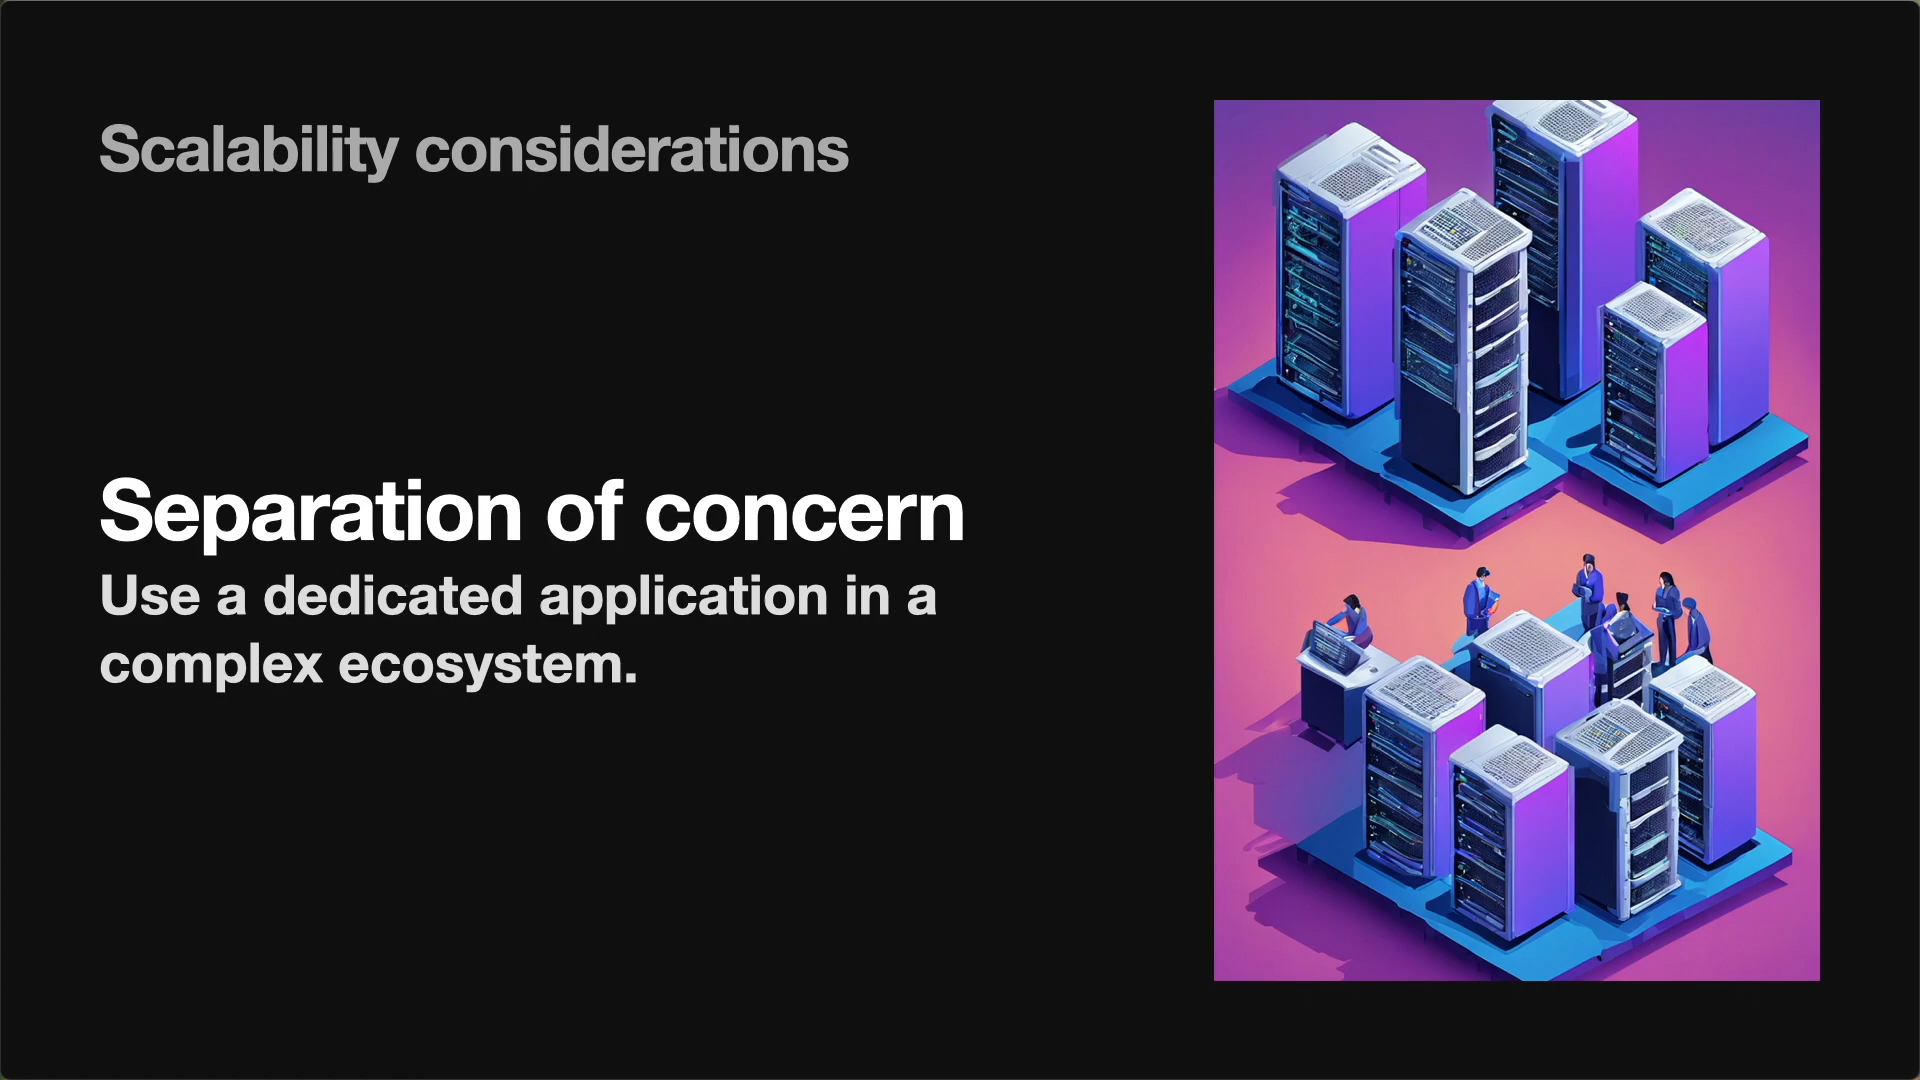 Scalability considerations
Separation of concern
Use a dedicated application in a
complex ecosystem.